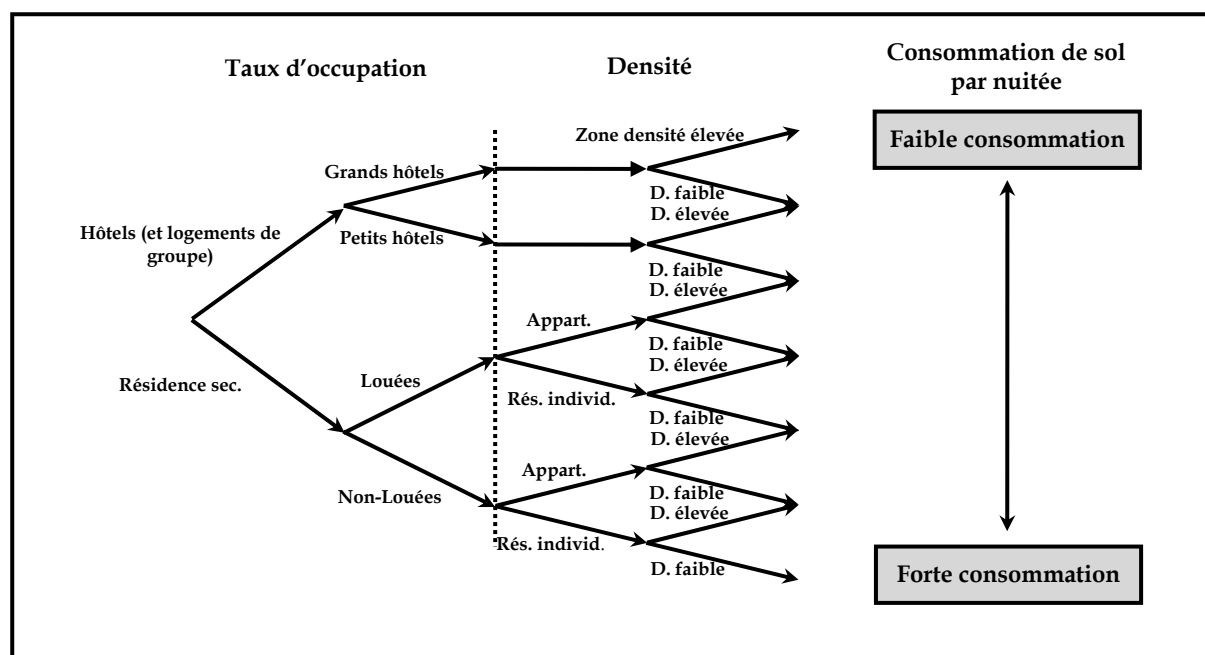 Taux d'occupation
Densité
Consommation de sol
par nuitée
Zone densité élevée
Faible consommation
Grands hôtels
D. faible
D. élevée
Hôtels (et logements de
groupe)
Petits hôtels
D. faible
D. élevée
Appart.
D. faible
D. élevée
Résidence sec.
Louées
Rés. individ.
D. faible
D. élevée
Appart.
Non-Louées
D. faible
D. élevée
Rés. individ.
D. faible
Forte consommation